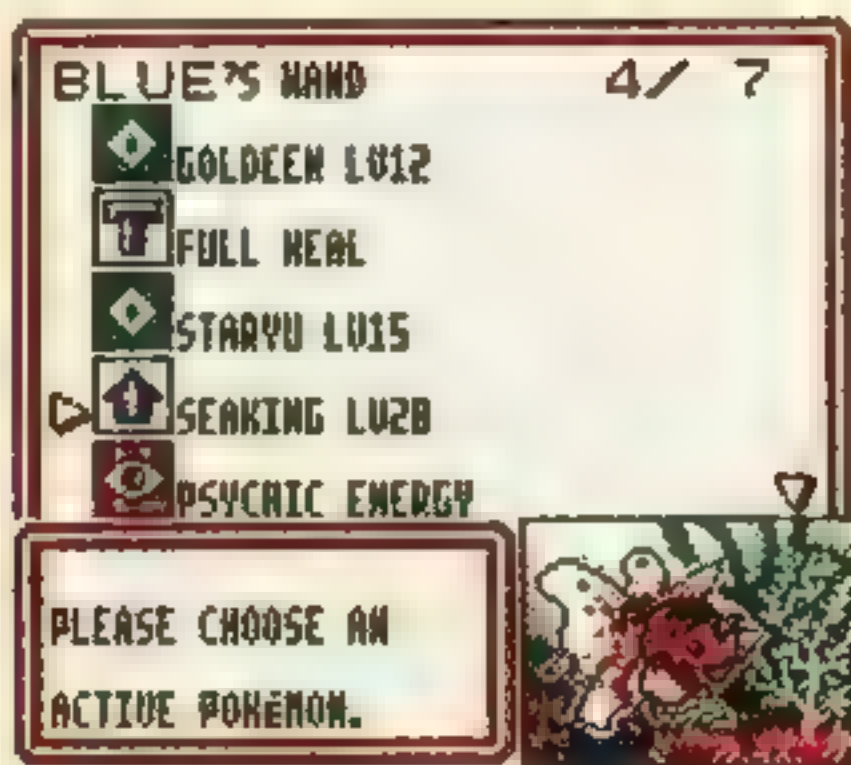 BLUE'S HAND 4/ 7
GOLDEEN LV12
FULL HEAL
STARYU LV15
SEAKING LV28
PSYCHIC ENERGY
PLEASE CHOOSE AN
ACTIVE POKéMON.